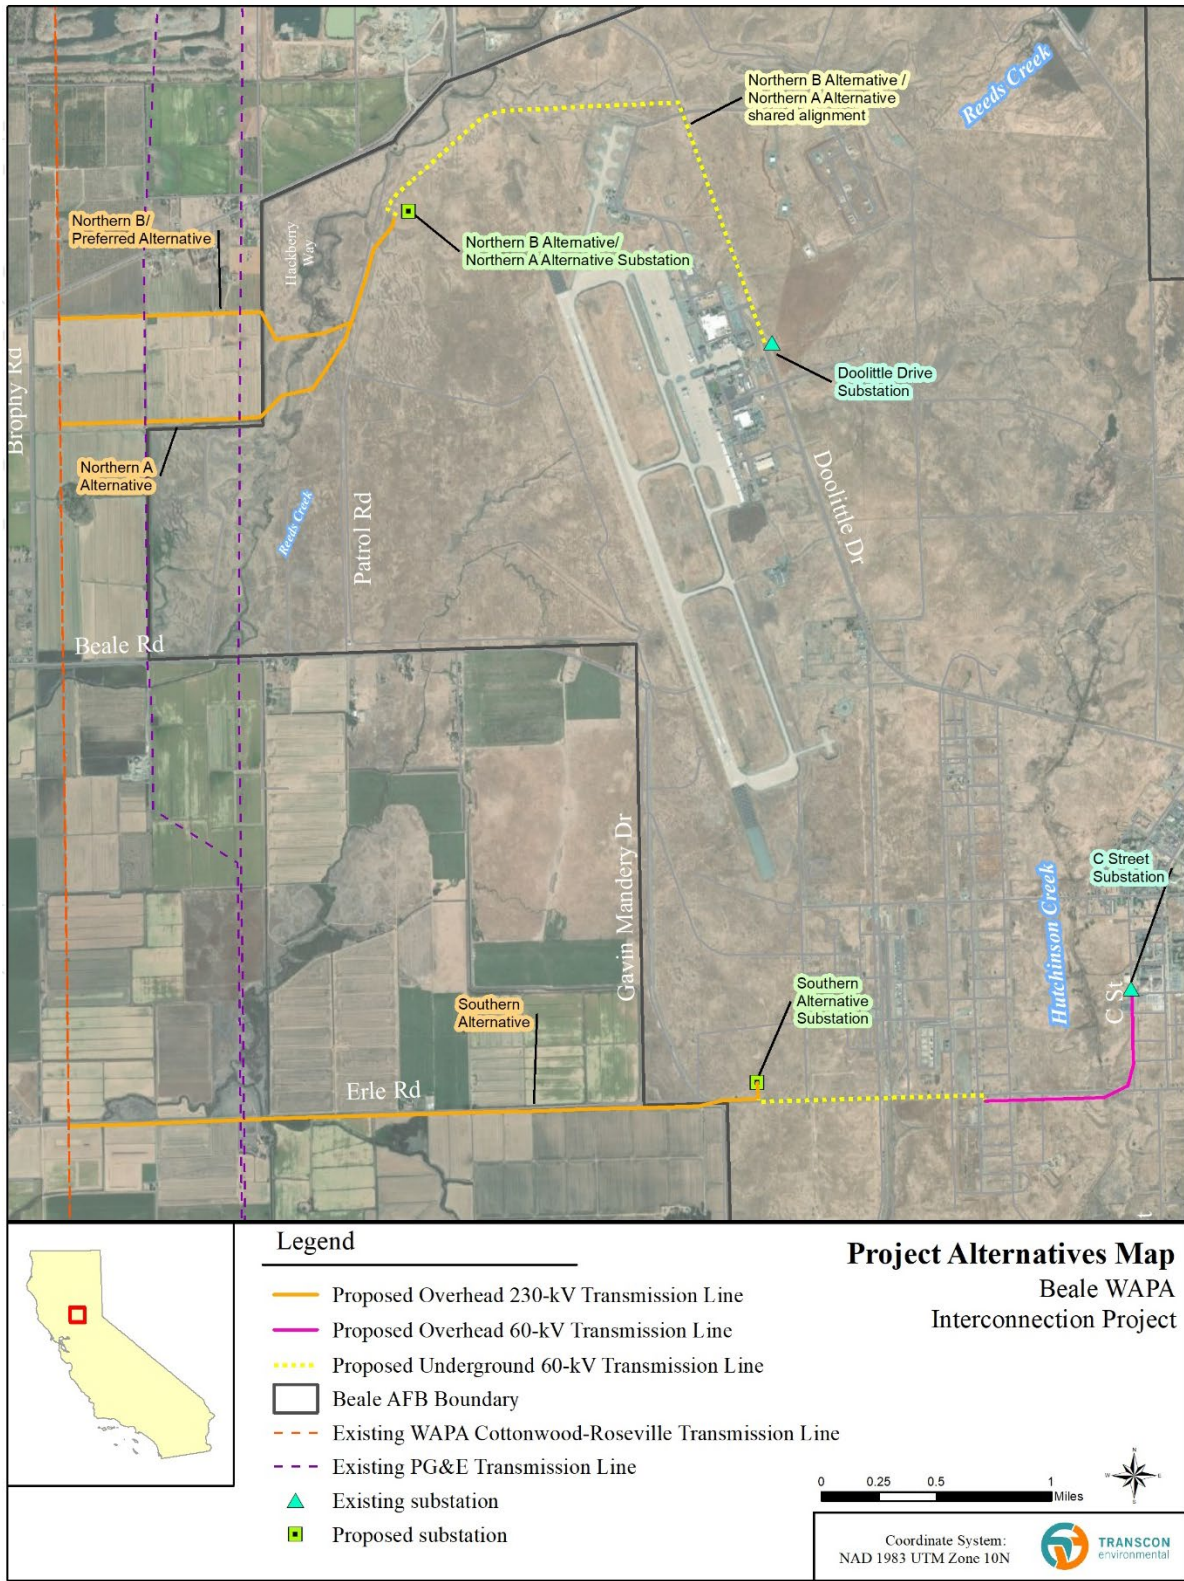 Reeds Creek
Northern B Alternative /
Northern A Alternative
shared alignment
Northern B/
Preferred Alternative
Hackberry
Way
Northern B Alternative/
Northern A Alternative Substation
Brophy Rd
Doolittle Drive
Substation
Northern A
Alternative
Reeds Creek
Patrol Rd
Doolittle Dr
Beale Rd
Gavin Mandery Dr
C Street
Substation
Hutchinson Creek
C St
Southern
Alternative
Southern
Alternative
Substation
Erle Rd
t
Legend
Proposed Overhead 230-kV Transmission Line
Proposed Overhead 60-kV Transmission Line
Proposed Underground 60-kV Transmission Line
Beale AFB Boundary
Existing WAPA Cottonwood-Roseville Transmission Line
Existing PG&E Transmission Line
Existing substation
Proposed substation
Project Alternatives Map
Beale WAPA
Interconnection Project
N
W E
S
0 0.25 0.5 1
Miles
Coordinate System:
NAD 1983 UTM Zone 10N
TRANSCON
environmental